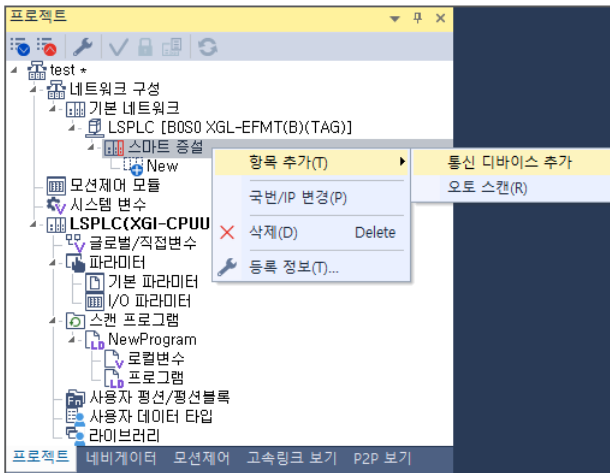 프로젝트
test *
네트워크 구성
기본 네트워크
LSPLC [B0S0 XGL-EFMT(B)(TAG)]
스마트 증설
New
항목 추가(T)
통신 디바이스 추가
오토 스캔(R)
국번/IP 변경(P)
삭제(D) Delete
등록 정보(T)...
모션제어 모듈
시스템 변수
LSPLC(XGI-CPUU
글로벌/직접변수
파라미터
기본 파라미터
I/O 파라미터
스캔 프로그램
NewProgram
로컬변수
프로그램
사용자 평션/평션블록
사용자 데이터 타입
라이브러리
프로젝트 네비게이터 모션제어 고속링크 보기 P2P 보기